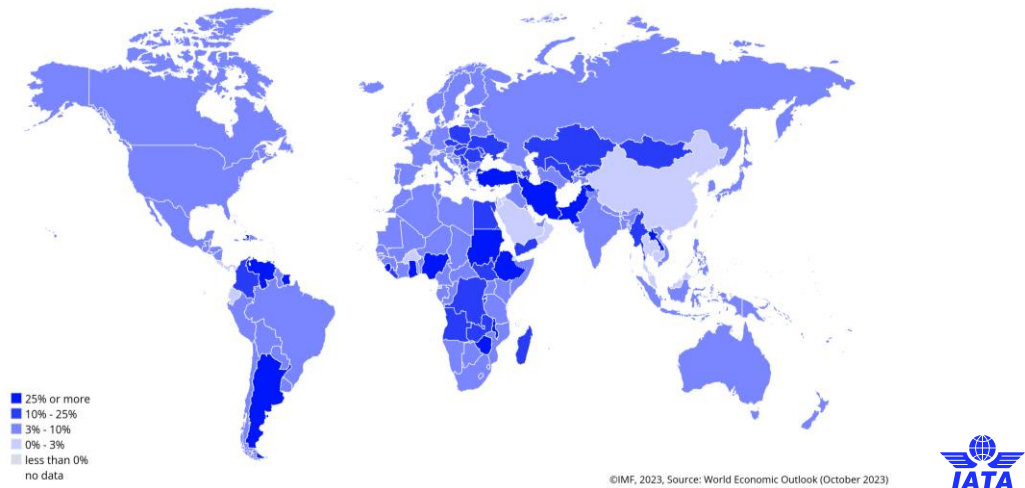 25% or more
10% - 25%
3% - 10%
0% - 3%
less than 0%
no data
©IMF, 2023, Source: World Economic Outlook (October 2023)
IATA